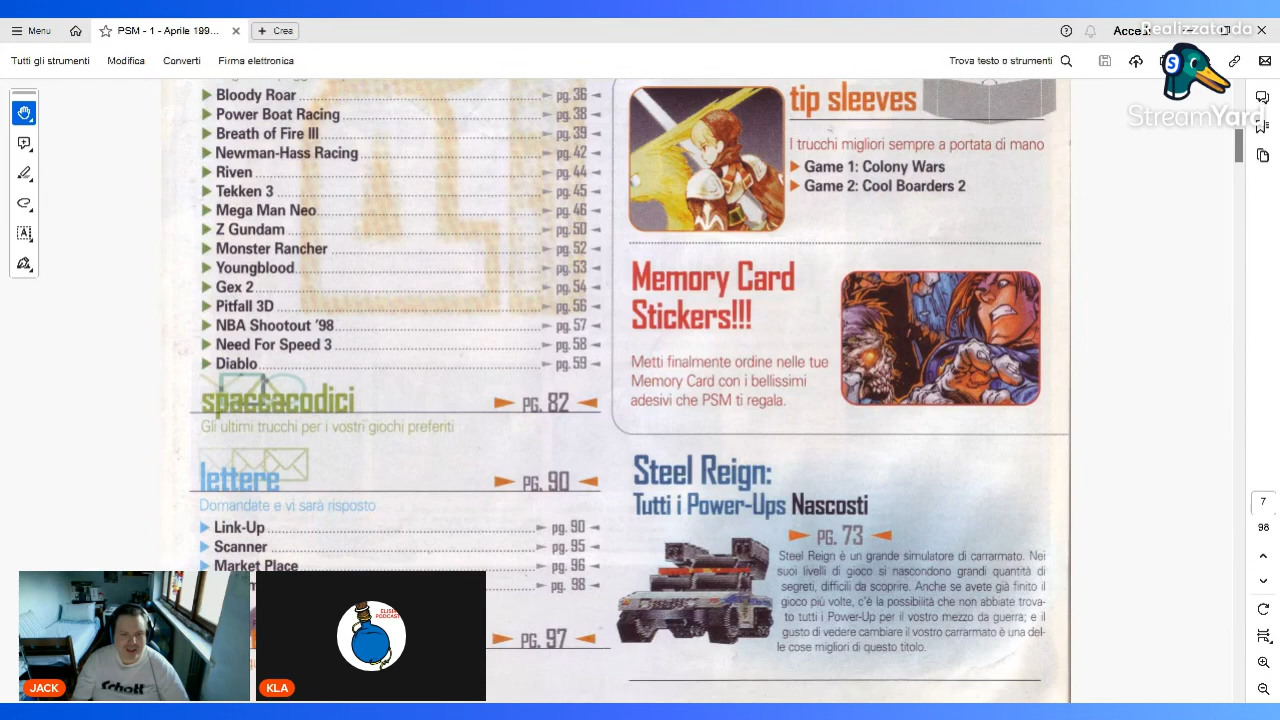 Menu
PSM - 1 - Aprile 199...
Crea
Realizzato da
Tutti gli strumenti
Modifica
Converti
Firma elettronica
Trova testo o strumenti
StreamYard
Bloody Roar pg. 36
Power Boat Racing pg. 38
Breath of Fire III pg. 39
Newman-Hass Racing pg. 42
Riven pg. 44
Tekken 3 pg. 45
Mega Man Neo pg. 46
Z Gundam pg. 50
Monster Rancher pg. 52
Youngblood pg. 53
Gex 2 pg. 54
Pitfall 3D pg. 56
NBA Shootout '98 pg. 57
Need For Speed 3 pg. 58
Diablo pg. 59
spaccacodici PG. 82
Gli ultimi trucchi per i vostri giochi preferiti
lettere PG. 90
Domandate e vi sarà risposto
Link-Up pg. 90
Scanner pg. 95
Market Place pg. 96
pg. 98
PG. 97
tip sleeves
I trucchi migliori sempre a portata di mano
Game 1: Colony Wars
Game 2: Cool Boarders 2
Memory Card
Stickers!!!
Metti finalmente ordine nelle tue
Memory Card con i bellissimi
adesivi che PSM ti regala.
Steel Reign:
Tutti i Power-Ups Nascosti
PG. 73
Steel Reign è un grande simulatore di carrarmato. Nei
suoi livelli di gioco si nascondono grandi quantità di
segreti, difficili da scoprire. Anche se avete già finito il
gioco più volte, c'è la possibilità che non abbiate trova-
to tutti i Power-Up per il vostro mezzo da guerra; e il
gusto di vedere cambiare il vostro carrarmato è una del-
le cose migliori di questo titolo.
7
98
JACK
KLA
Schott
PODCAST